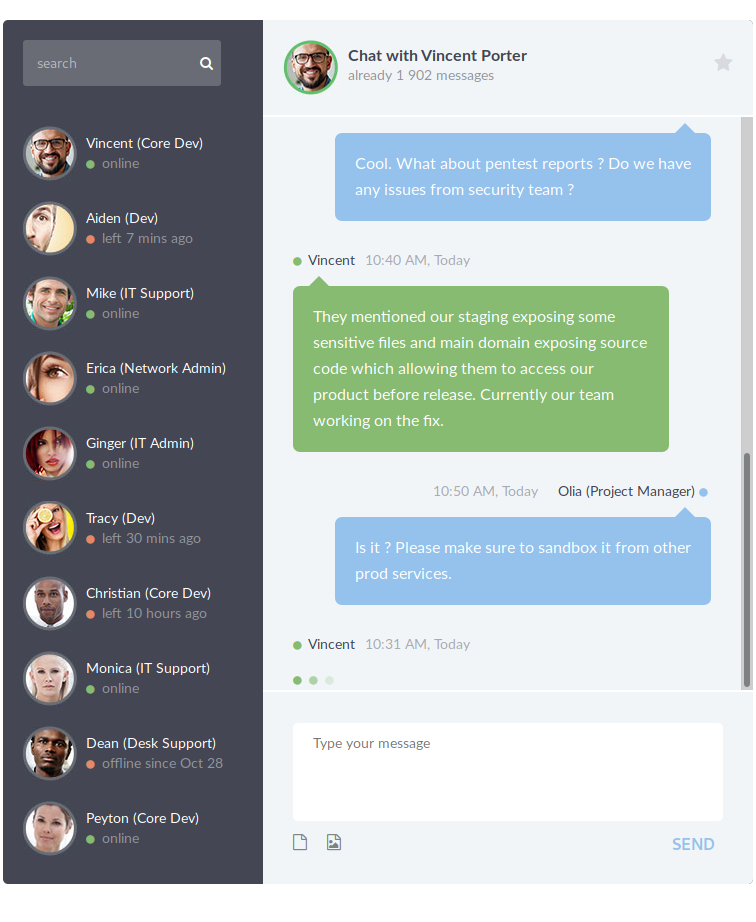 search
Vincent (Core Dev)
online
Aiden (Dev)
left 7 mins ago
Mike (IT Support)
online
Erica (Network Admin)
online
Ginger (IT Admin)
online
Tracy (Dev)
left 30 mins ago
Christian (Core Dev)
left 10 hours ago
Monica (IT Support)
online
Dean (Desk Support)
offline since Oct 28
Peyton (Core Dev)
online
Chat with Vincent Porter
already 1 902 messages
Cool. What about pentest reports ? Do we have
any issues from security team ?
Vincent 10:40 AM, Today
They mentioned our staging exposing some
sensitive files and main domain exposing source
code which allowing them to access our
product before release. Currently our team
working on the fix.
10:50 AM, Today Olia (Project Manager)
Is it ? Please make sure to sandbox it from other
prod services.
Vincent 10:31 AM, Today
Type your message
SEND